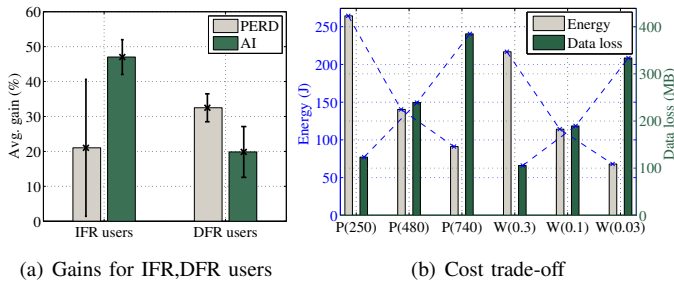 60
50
40
30
20
10
0
Avg. gain (%)
PERD
AI
IFR users
DFR users
(a) Gains for IFR,DFR users
250
200
150
100
50
0
Energy (J)
Energy
Data loss
400
300
200
100
0
Data loss (MB)
P(250) P(480) P(740) W(0.3) W(0.1) W(0.03)
(b) Cost trade-off